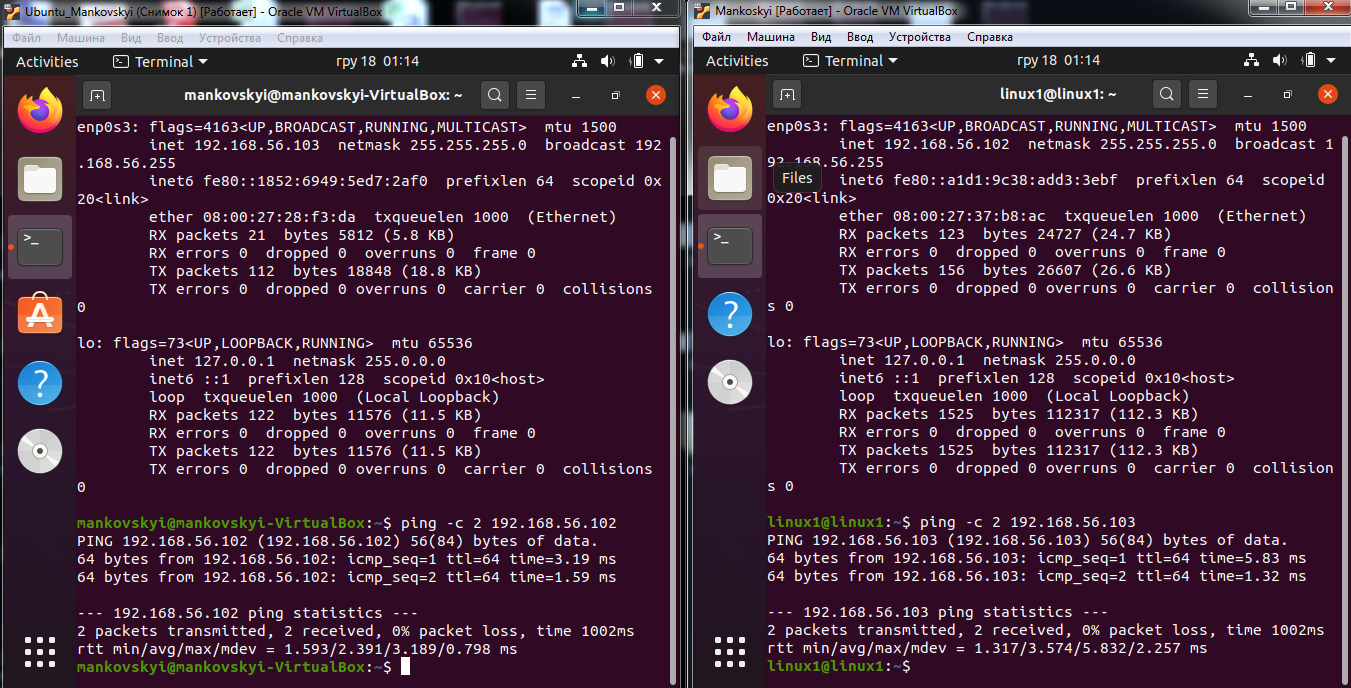 Ubuntu_Mankovskyi (Снимок 1) [Работает] - Oracle VM VirtualBox
Файл Машина Вид Ввод Устройства Справка
Activities Terminal гру 18 01:14
mankovskyi@mankovskyi-VirtualBox: ~
enp0s3: flags=4163<UP,BROADCAST,RUNNING,MULTICAST>  mtu 1500
        inet 192.168.56.103  netmask 255.255.255.0  broadcast 192
.168.56.255
        inet6 fe80::1852:6949:5ed7:2af0  prefixlen 64  scopeid 0x
20<link>
        ether 08:00:27:28:f3:da  txqueuelen 1000  (Ethernet)
        RX packets 21  bytes 5812 (5.8 KB)
        RX errors 0  dropped 0  overruns 0  frame 0
        TX packets 112  bytes 18848 (18.8 KB)
        TX errors 0  dropped 0 overruns 0  carrier 0  collisions
0
lo: flags=73<UP,LOOPBACK,RUNNING>  mtu 65536
        inet 127.0.0.1  netmask 255.0.0.0
        inet6 ::1  prefixlen 128  scopeid 0x10<host>
        loop  txqueuelen 1000  (Local Loopback)
        RX packets 122  bytes 11576 (11.5 KB)
        RX errors 0  dropped 0  overruns 0  frame 0
        TX packets 122  bytes 11576 (11.5 KB)
        TX errors 0  dropped 0 overruns 0  carrier 0  collisions
0
mankovskyi@mankovskyi-VirtualBox:~$ ping -c 2 192.168.56.102
PING 192.168.56.102 (192.168.56.102) 56(84) bytes of data.
64 bytes from 192.168.56.102: icmp_seq=1 ttl=64 time=3.19 ms
64 bytes from 192.168.56.102: icmp_seq=2 ttl=64 time=1.59 ms
--- 192.168.56.102 ping statistics ---
2 packets transmitted, 2 received, 0% packet loss, time 1002ms
rtt min/avg/max/mdev = 1.593/2.391/3.189/0.798 ms
mankovskyi@mankovskyi-VirtualBox:~$
Mankoskyi [Работает] - Oracle VM VirtualBox
Файл Машина Вид Ввод Устройства Справка
Activities Terminal гру 18 01:14
linux1@linux1: ~
enp0s3: flags=4163<UP,BROADCAST,RUNNING,MULTICAST>  mtu 1500
        inet 192.168.56.102  netmask 255.255.255.0  broadcast 1
92.168.56.255
Files
        inet6 fe80::a1d1:9c38:add3:3ebf  prefixlen 64  scopeid
0x20<link>
        ether 08:00:27:37:b8:ac  txqueuelen 1000  (Ethernet)
        RX packets 123  bytes 24727 (24.7 KB)
        RX errors 0  dropped 0  overruns 0  frame 0
        TX packets 156  bytes 26607 (26.6 KB)
        TX errors 0  dropped 0 overruns 0  carrier 0  collision
s 0
lo: flags=73<UP,LOOPBACK,RUNNING>  mtu 65536
        inet 127.0.0.1  netmask 255.0.0.0
        inet6 ::1  prefixlen 128  scopeid 0x10<host>
        loop  txqueuelen 1000  (Local Loopback)
        RX packets 1525  bytes 112317 (112.3 KB)
        RX errors 0  dropped 0  overruns 0  frame 0
        TX packets 1525  bytes 112317 (112.3 KB)
        TX errors 0  dropped 0 overruns 0  carrier 0  collision
s 0
linux1@linux1:~$ ping -c 2 192.168.56.103
PING 192.168.56.103 (192.168.56.103) 56(84) bytes of data.
64 bytes from 192.168.56.103: icmp_seq=1 ttl=64 time=5.83 ms
64 bytes from 192.168.56.103: icmp_seq=2 ttl=64 time=1.32 ms
--- 192.168.56.103 ping statistics ---
2 packets transmitted, 2 received, 0% packet loss, time 1002ms
rtt min/avg/max/mdev = 1.317/3.574/5.832/2.257 ms
linux1@linux1:~$